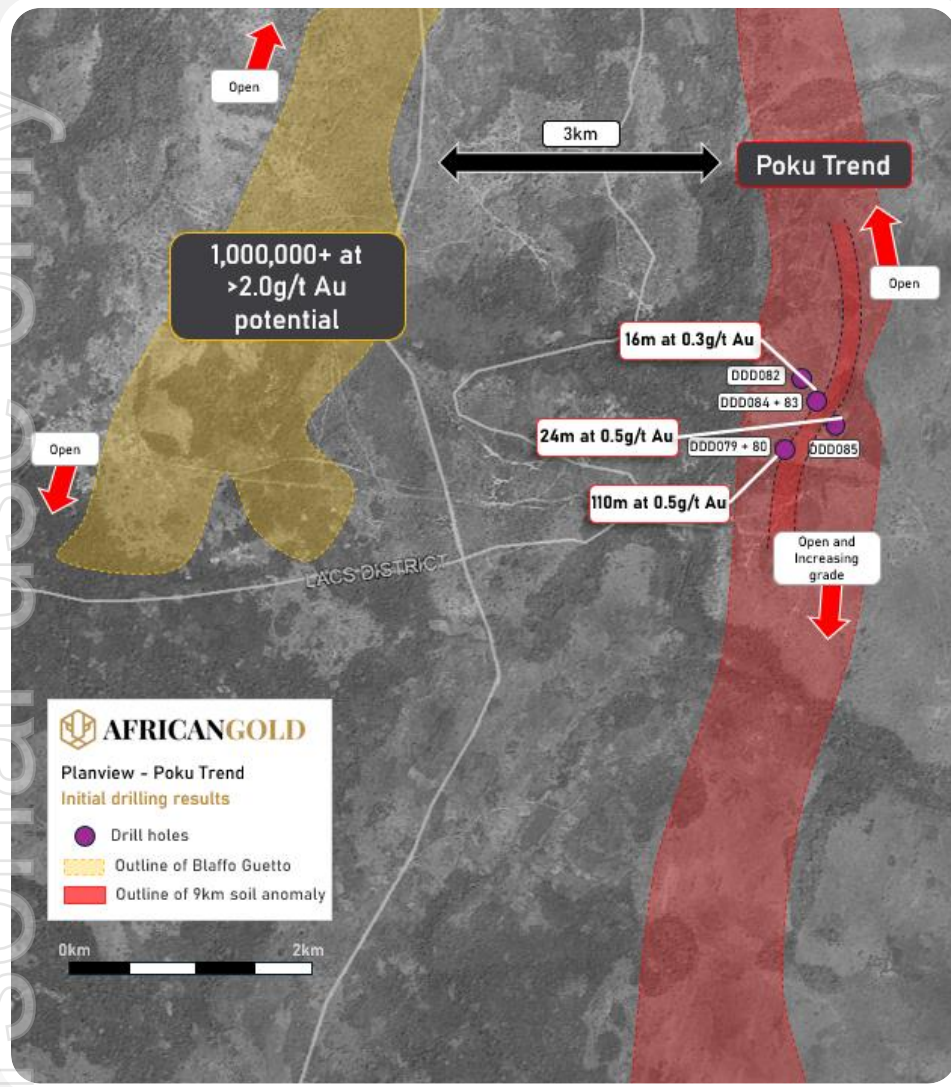 Open
3km
Poku Trend
1,000,000+ at
>2.0g/t Au
potential
Open
16m at 0.3g/t Au
DDD082
DDD084 + 83
24m at 0.5g/t Au
DDD079 + 80
DDD085
Open
110m at 0.5g/t Au
Open and
Increasing
grade
LACS DISTRICT
AFRICANGOLD
Planview - Poku Trend
Initial drilling results
Drill holes
Outline of Blaffo Guetto
Outline of 9km soil anomaly
0km
2km